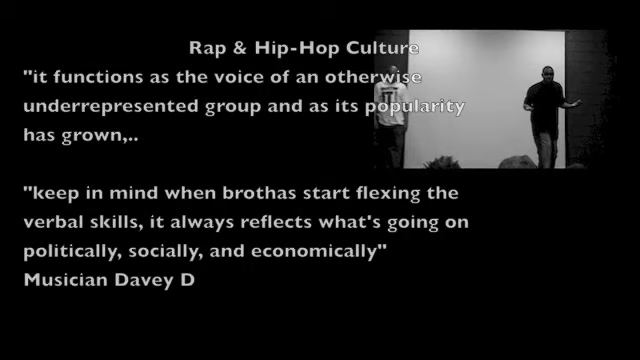 Rap & Hip-Hop Culture
"it functions as the voice of an otherwise
underrepresented group and as its popularity
has grown,..
"keep in mind when brothas start flexing the
verbal skills, it always reflects what's going on
politically, socially, and economically"
Musician Davey D